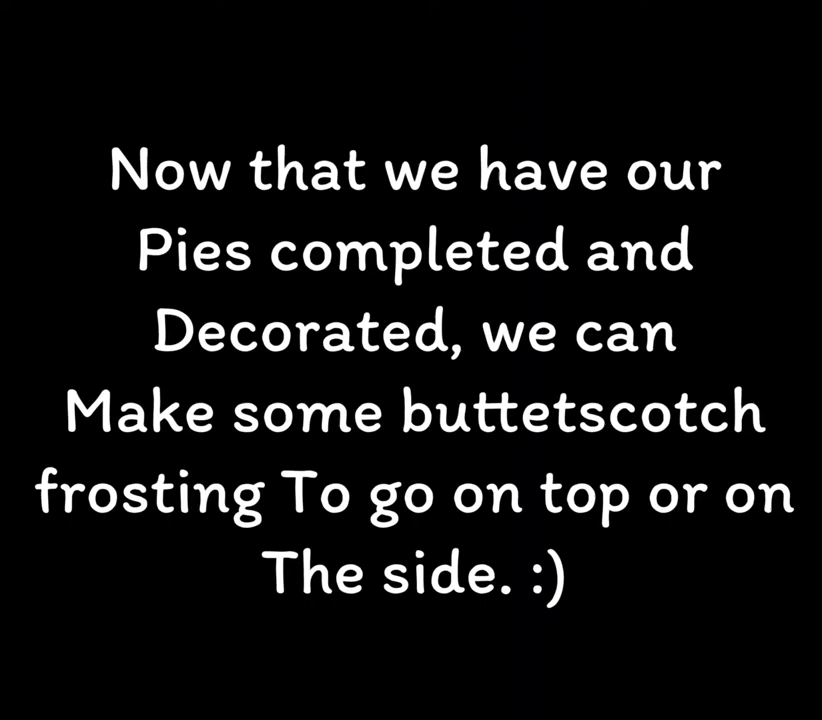 Now that we have our
Pies completed and
Decorated, we can
Make some buttetscotch
frosting To go on top or on
The side. :)